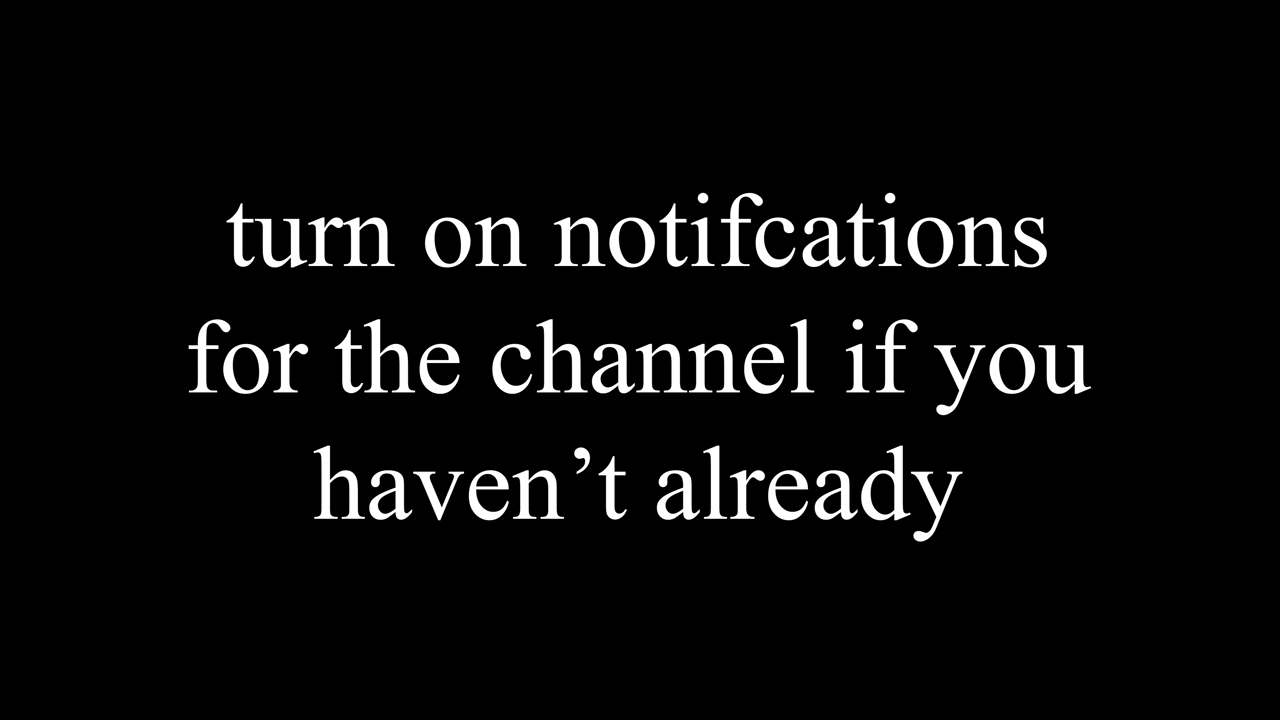 turn on notifcations
for the channel if you
haven’t already